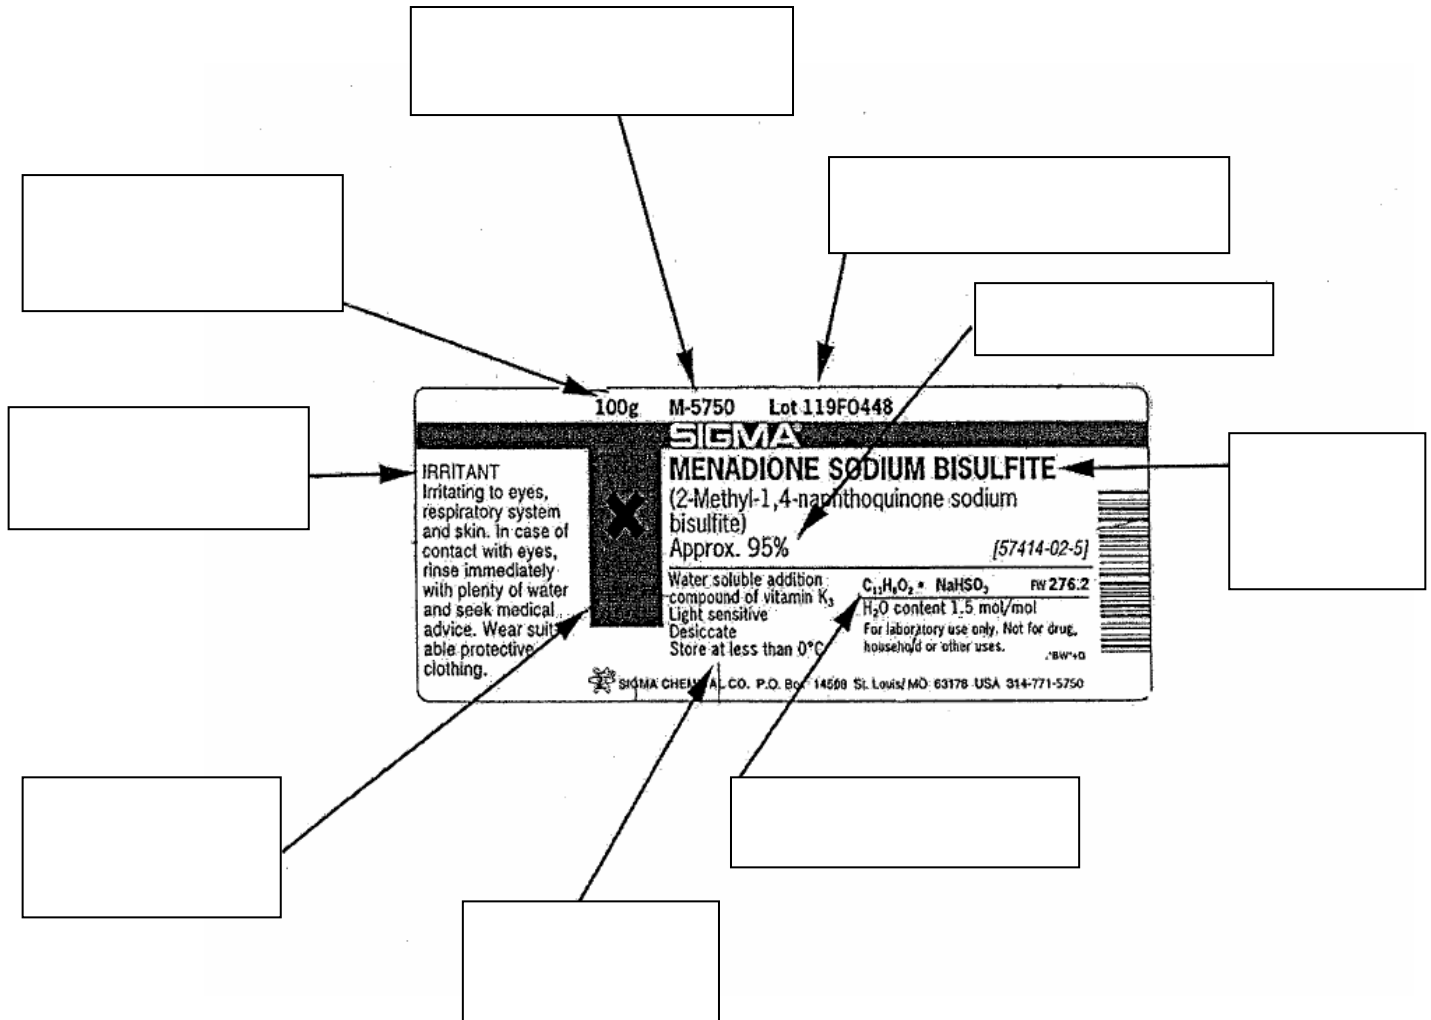 100g M-5750 Lot 119F0448
SIGMA
IRRITANT
Irritating to eyes,
respiratory system
and skin. In case of
contact with eyes,
rinse immediately
with plenty of water
and seek medical
advice. Wear suit-
able protective
clothing.
MENADIONE SODIUM BISULFITE
(2-Methyl-1,4-naphthoquinone sodium
bisulfite)
Approx. 95% [57414-02-5]
Water soluble addition
compound of vitamin K₃
Light sensitive
Desiccate
Store at less than 0°C
C₁₁H₈O₂ • NaHSO₃ FW 276.2
H₂O content 1.5 mol/mol
For laboratory use only. Not for drug,
household or other uses.
SIGMA CHEMICAL CO. P.O. Box 14508 St. Louis, MO 63178 USA 314-771-5750